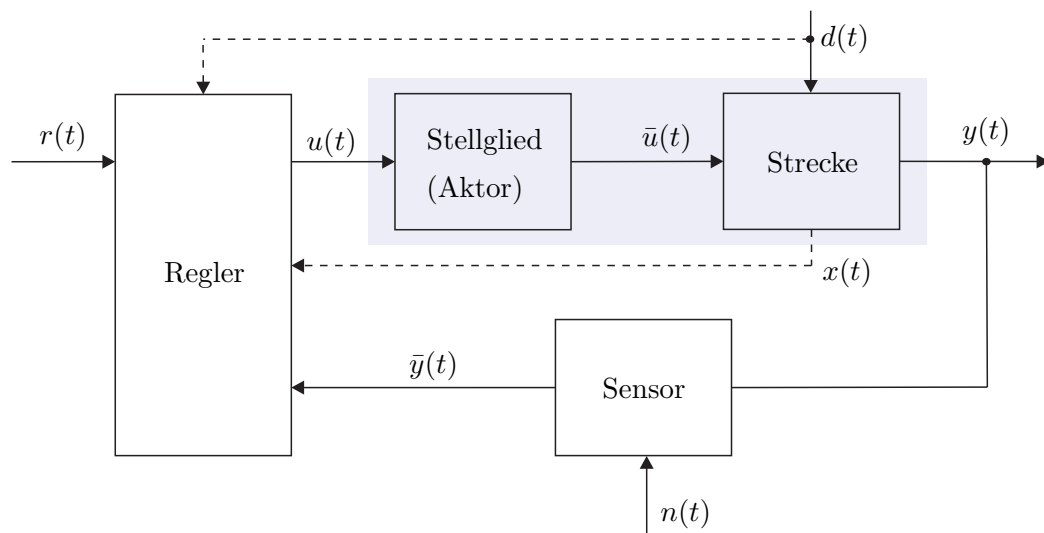 d(t)
r(t)
u(t)
Stellglied
(Aktor)
ū(t)
Strecke
y(t)
Regler
x(t)
ȳ(t)
Sensor
n(t)